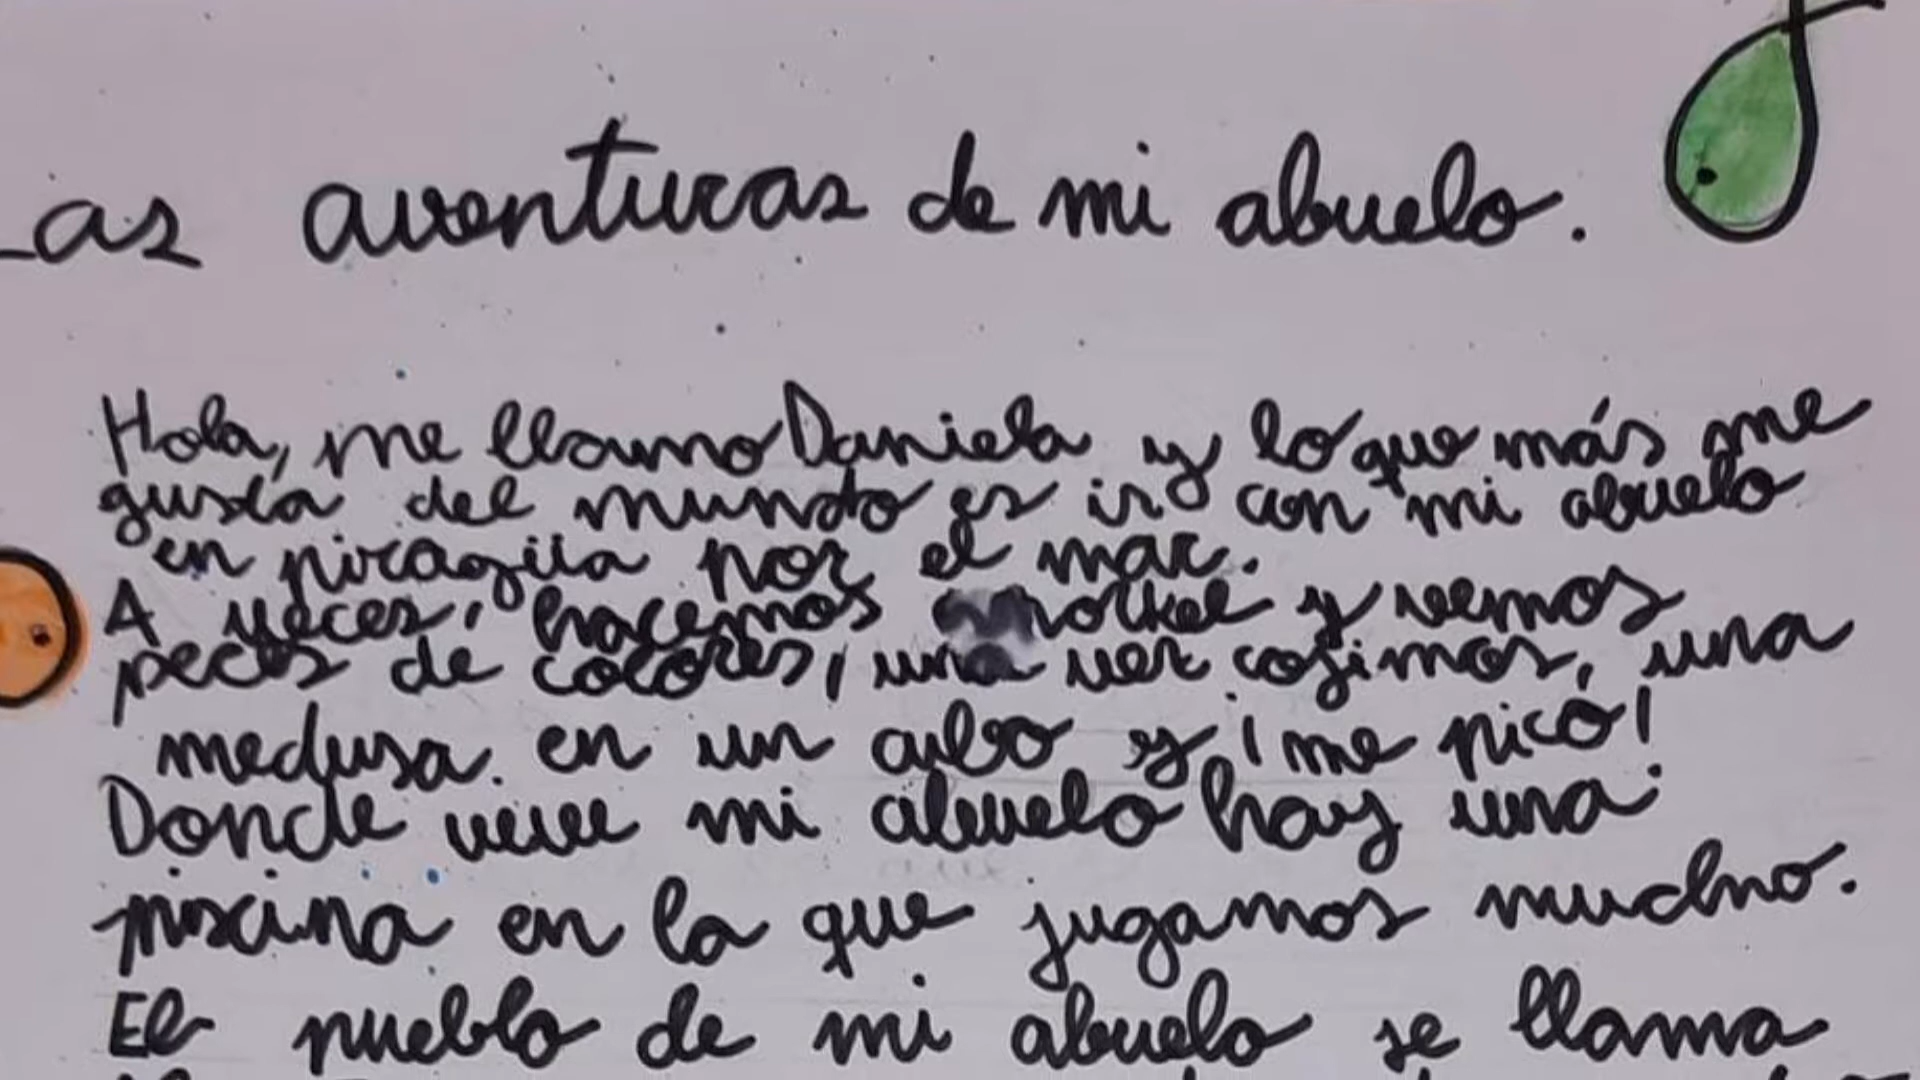 Las aventuras de mi abuelo.
Hola, me llamo Daniela y lo que más me
gusta del mundo es ir con mi abuelo
en piragüa por el mar.
A veces, hacemos y vemos
peces de colores, una vez cojimos, una
medusa. en un cubo y ¡me picó!
Donde vive mi abuelo hay una
piscina en la que jugamos mucho.
El pueblo de mi abuelo se llama